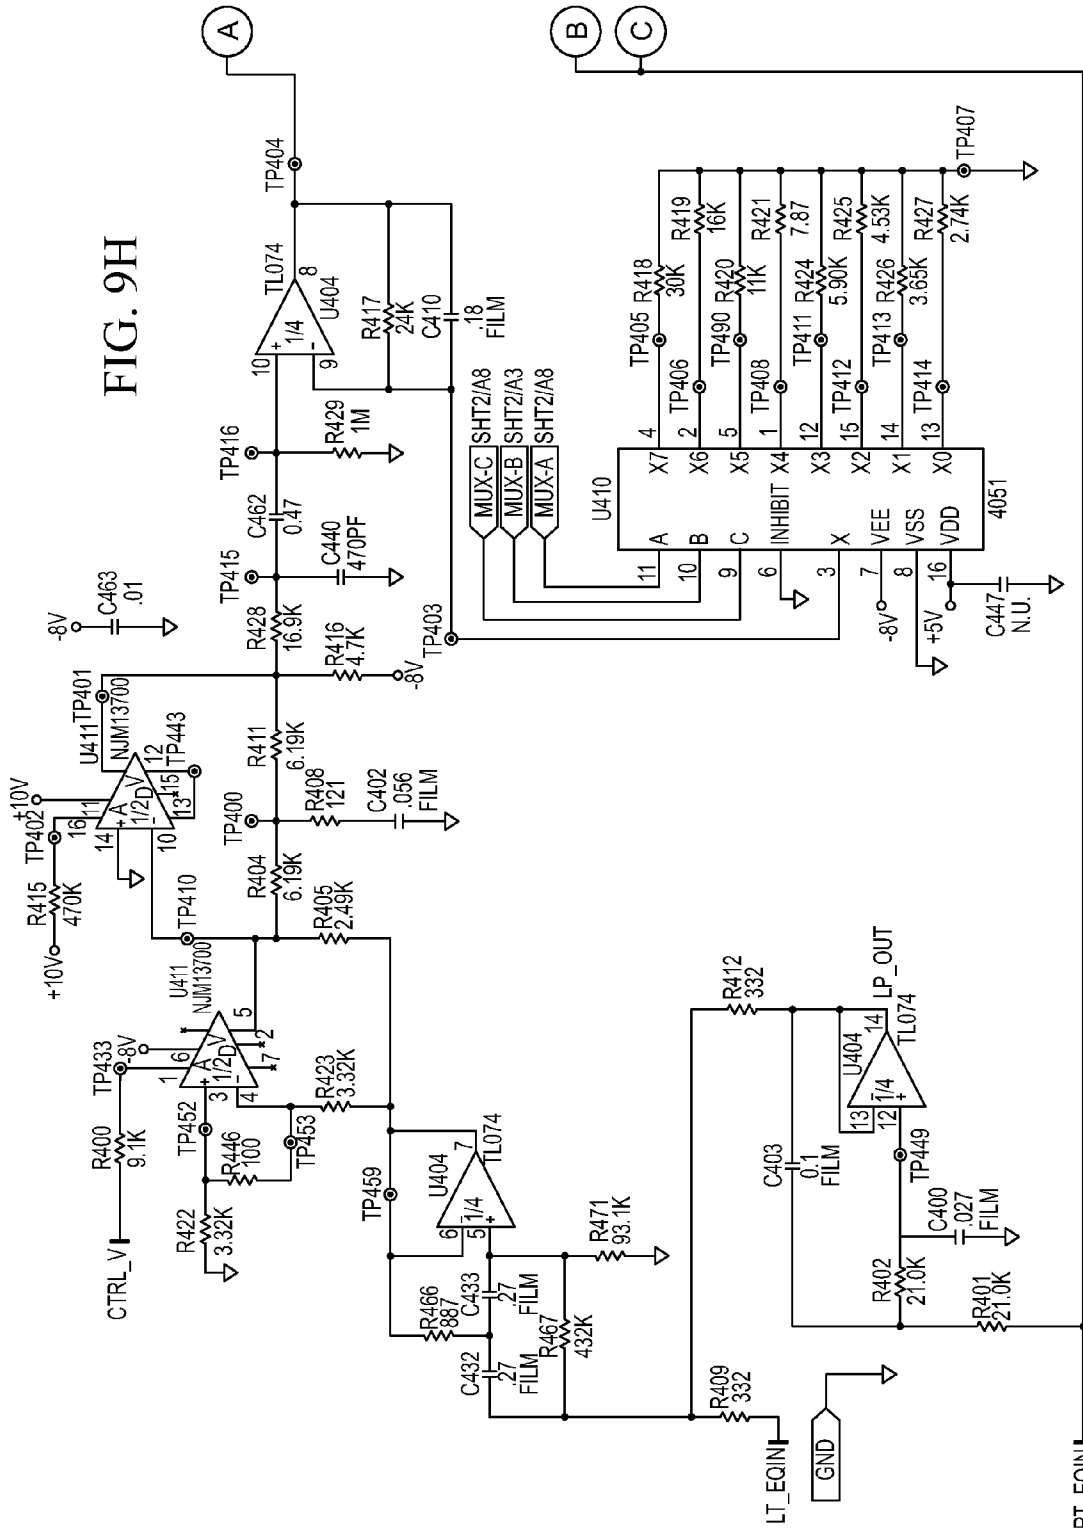 FIG. 9H
A
B
C
TP404
TL074
8
U404
1/4
+
-
10
9
R417
24K
C410
.18
FILM
TP416
R429
1M
C462
0.47
TP415
C440
470PF
-8V
C463
.01
R428
16.9K
R416
4.7K
-8V
TP403
TP401
U411
NJM13700
12
TP443
+10V
11
16
A
V
1/2
D
15
13
14
+
-
10
TP402
R415
470K
+10V
TP410
R411
6.19K
TP400
R408
121
C402
.056
FILM
R404
6.19K
R405
2.49K
U411
NJM13700
-8V
6
5
2
7
1
A
V
1/2
D
+
-
3
4
TP433
R400
9.1K
CTRL_V
TP452
R446
100
TP453
R422
3.32K
R423
3.32K
TP459
U404
7
TL074
1/4
6
5
-
+
R466
887
C433
.27
FILM
C432
.27
FILM
R467
432K
R471
93.1K
R412
332
R409
332
LT_EQIN
GND
RT_EQIN
LP_OUT
U404
14
TL074
1/4
-
+
13
12
TP449
C403
0.1
FILM
C400
.027
FILM
R402
21.0K
R401
21.0K
MUX-C SHT2/A8
MUX-B SHT2/A3
MUX-A SHT2/A8
U410
4051
11 A
10 B
9 C
6 INHIBIT
3 X
7 VEE
8 VSS
16 VDD
-8V
+5V
C447
N.U.
X7 4
X6 2
X5 5
X4 1
X3 12
X2 15
X1 14
X0 13
TP405
R418
30K
TP406
R419
16K
TP490
R420
11K
TP408
R421
7.87
TP411
R424
5.90K
TP412
R425
4.53K
TP413
R426
3.65K
TP414
R427
2.74K
TP407